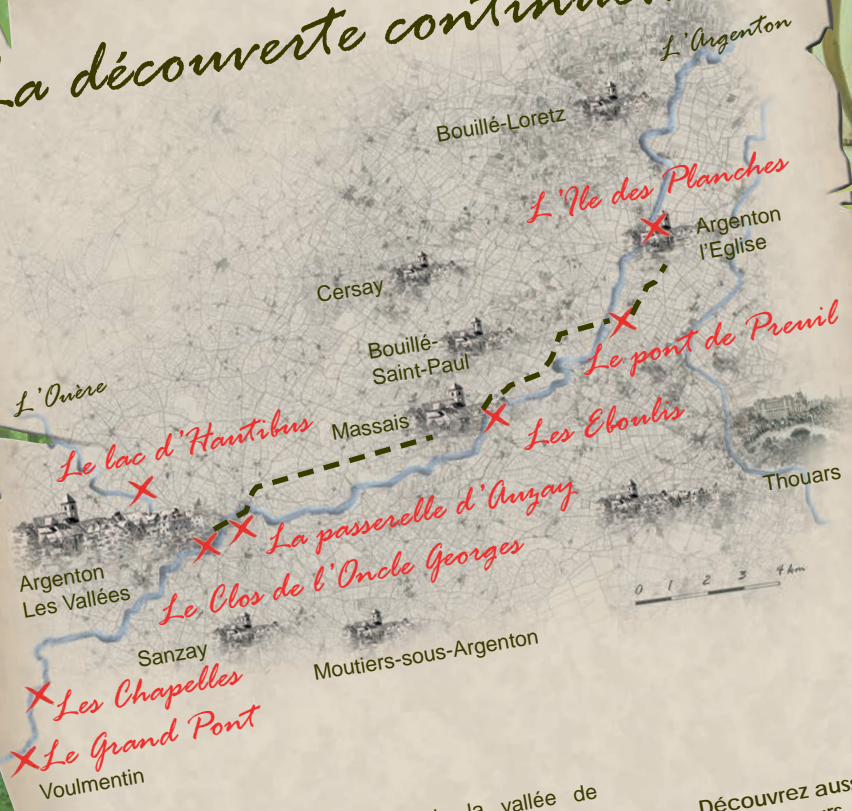 La découverte
L'Argenton
Bouillé-Loretz
L'Ile des Planches
Argenton
l'Eglise
Cersay
Bouillé-
Saint-Paul
Le pont de Preuil
L'Ouère
Le lac d'Hautibus
Massais
Les Eboulis
Thouars
La passerelle d'Auzay
Argenton
Les Vallées
Le Clos de l'Oncle Georges
0 1 2 3 4 km
Sanzay
Moutiers-sous-Argenton
Les Chapelles
Le Grand Pont
Voulmentin
la vallée de
Découvrez